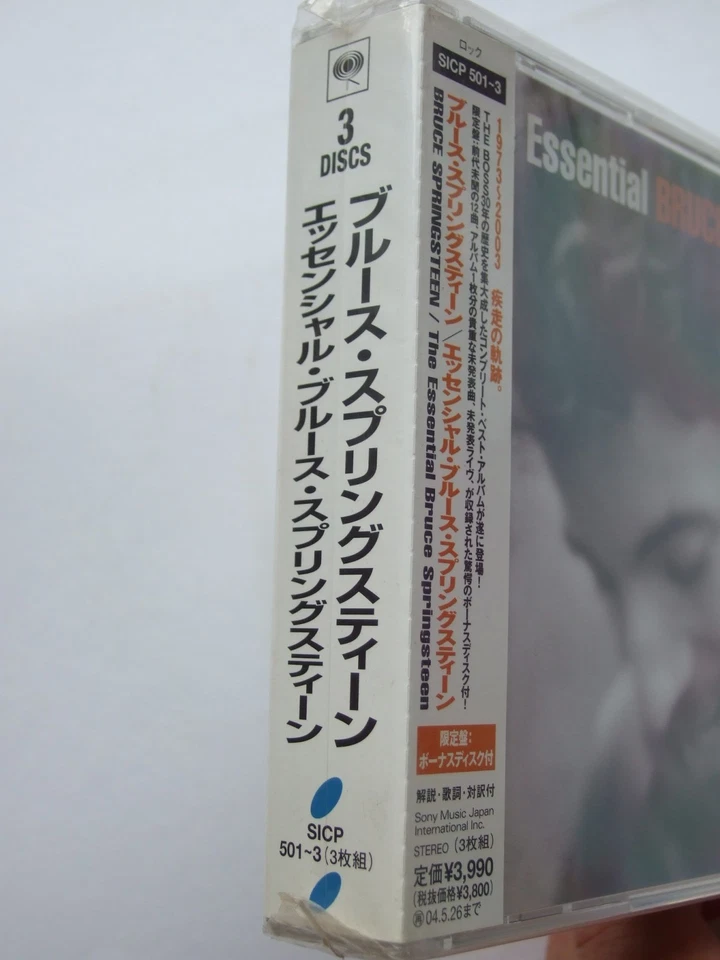 3
DISCS
ブルース・スプリングスティーン
エッセンシャル・ブルース・スプリングスティーン
SICP
501~3(3枚組)
ロック
SICP 501~3
1973~2003 疾走の軌跡。
THE BOSS30年の歴史を集大成したコンプリート・ベスト・アルバムが遂に登場!
限定盤:前代未聞の12曲、アルバム1枚分の貴重な未発表曲、未発表ライヴ、が収録された驚愕のボーナスディスク付!
ブルース・スプリングスティーン/エッセンシャル・ブルース・スプリングスティーン
BRUCE SPRINGSTEEN / The Essential Bruce Springsteen
限定盤:
ボーナスディスク付
解説・歌詞・対訳付
Sony Music Japan
International Inc.
STEREO (3枚組)
定価¥3,990
(税抜価格¥3,800)
再04.5.26まで
Essential BRUCE